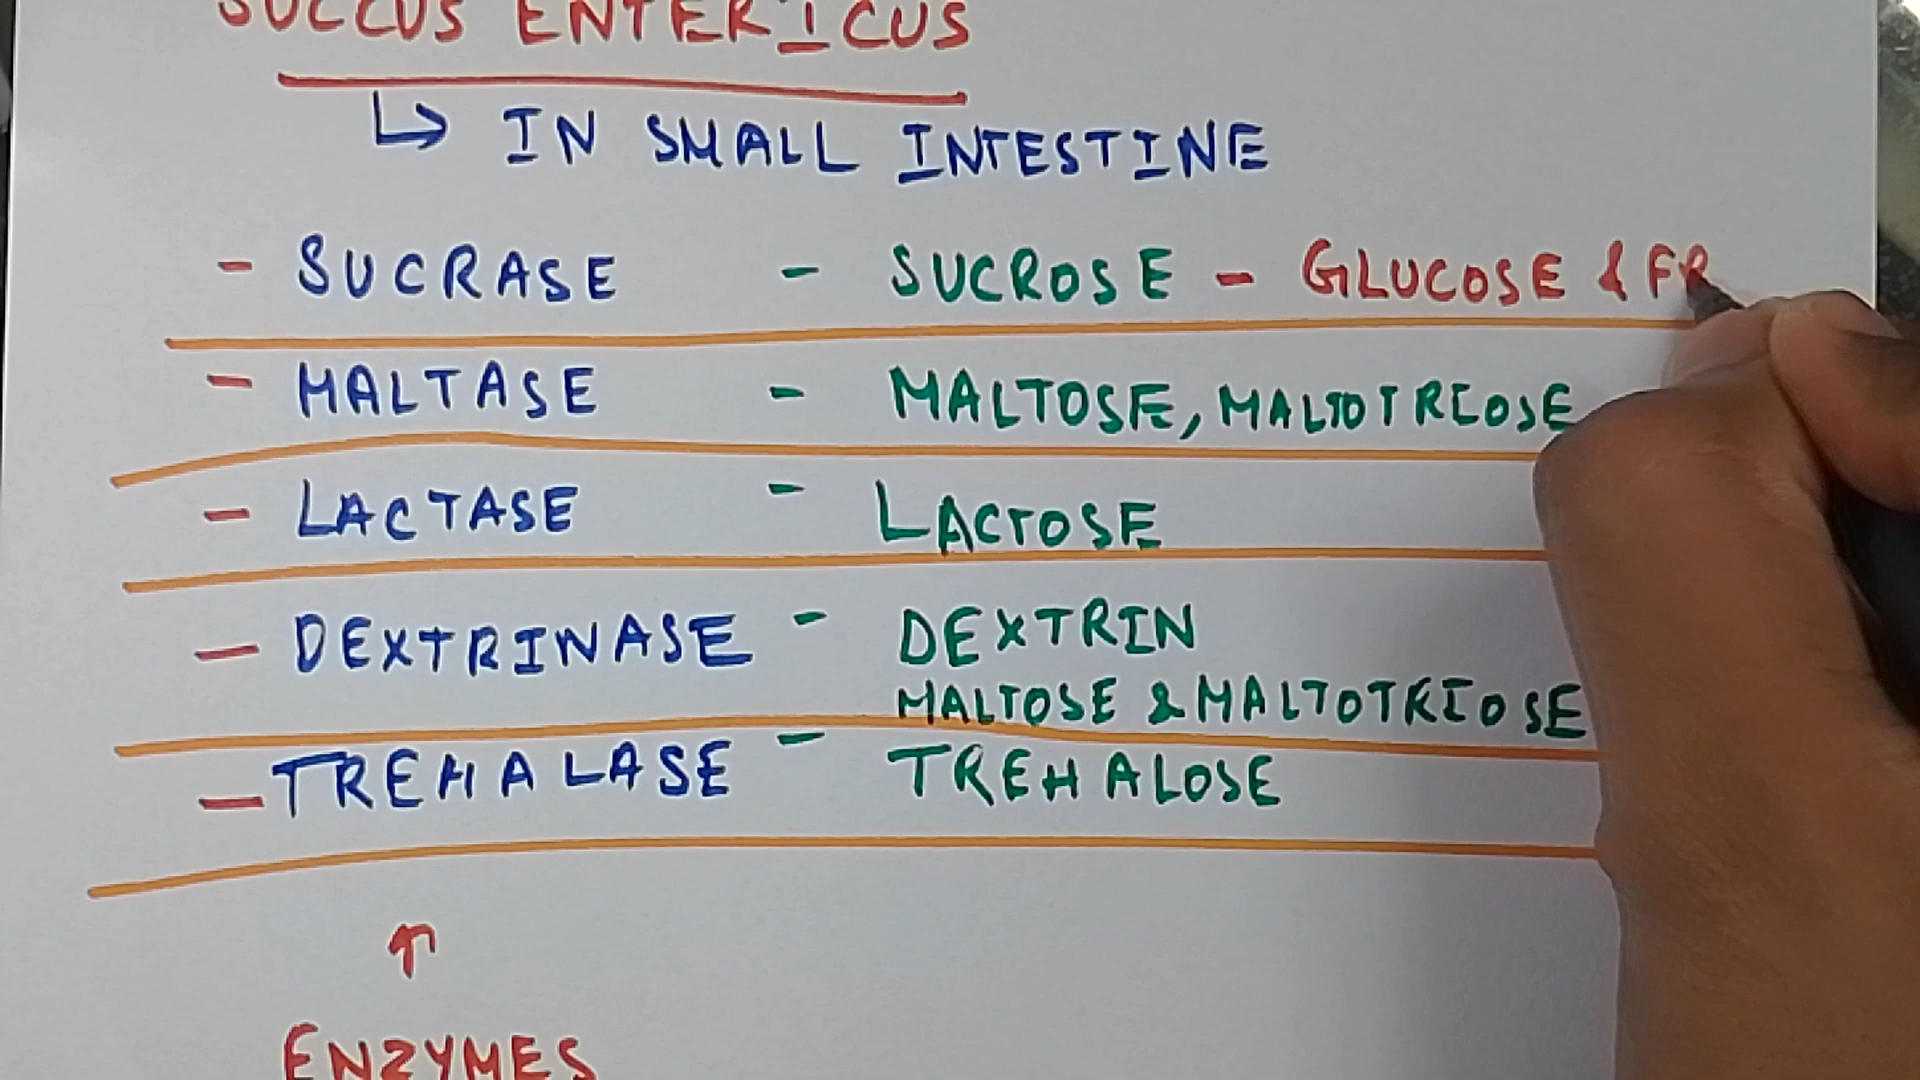 SUCCUS ENTERICUS
↳ IN SMALL INTESTINE
- SUCRASE - SUCROSE - GLUCOSE & FR
- MALTASE - MALTOSE, MALTOTRIOSE
- LACTASE - LACTOSE
- DEXTRINASE - DEXTRIN
MALTOSE & MALTOTRIOSE
- TREHALASE - TREHALOSE
↑
ENZYMES